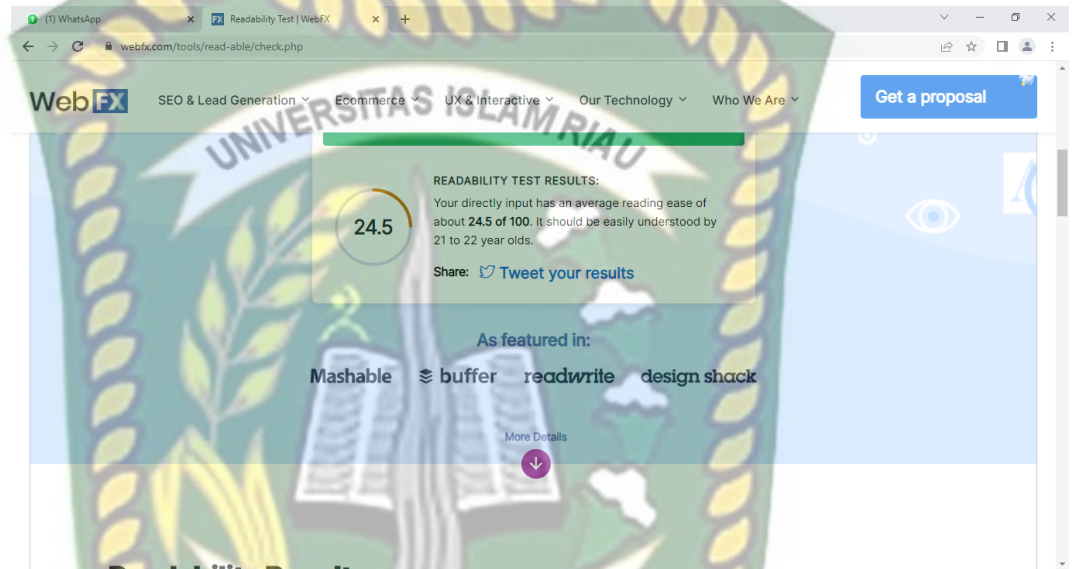 (1) WhatsApp
Readability Test | WebFX
webfx.com/tools/read-able/check.php
WebFX
SEO & Lead Generation
Ecommerce
UX & Interactive
Our Technology
Who We Are
Get a proposal
UNIVERSITAS ISLAM RIAU
READABILITY TEST RESULTS:
24.5
Your directly input has an average reading ease of
about 24.5 of 100. It should be easily understood by
21 to 22 year olds.
Share: Tweet your results
As featured in:
Mashable buffer readwrite design shack
More Details